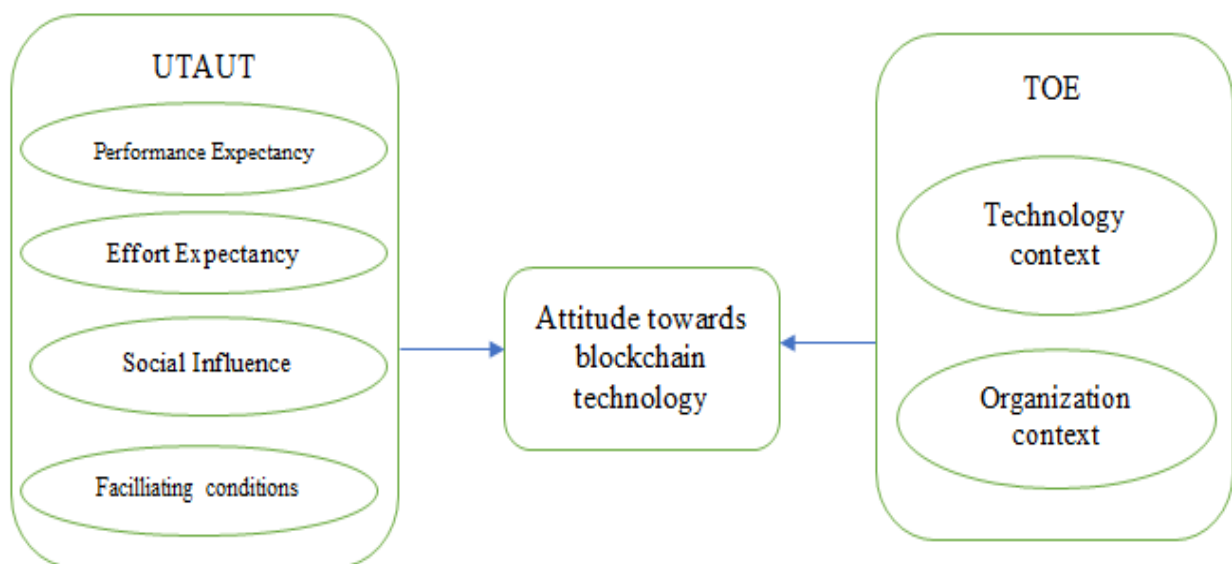 UTAUT
Performance Expectancy
Effort Expectancy
Social Influence
Facilliating conditions
Attitude towards
blockchain
technology
TOE
Technology
context
Organization
context